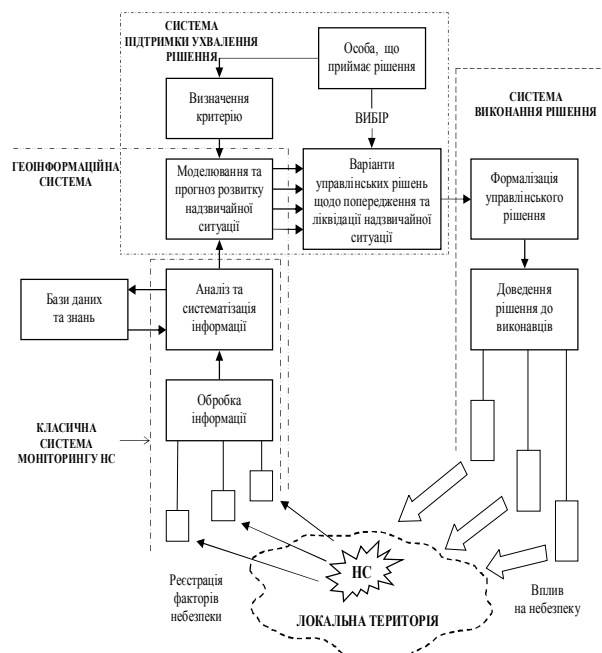 СИСТЕМА
ПІДТРИМКИ УХВАЛЕННЯ
РІШЕННЯ
Особа, що
приймає рішення
Визначення
критерію
ВИБІР
СИСТЕМА
ВИКОНАННЯ РІШЕННЯ
ГЕОІНФОРМАЦІЙНА
СИСТЕМА
Моделювання та
прогноз розвитку
надзвичайної
ситуації
Варіанти
управлінських рішень
щодо попередження та
ліквідації надзвичайної
ситуації
Формалізація
управлінського
рішення
Бази даних
та знань
Аналіз та
систематізація
інформації
Доведення
рішення до
виконавців
Обробка
інформації
КЛАСИЧНА
СИСТЕМА
МОНІТОРИНГУ НС
Реєстрація
факторів
небезпеки
НС
ЛОКАЛЬНА ТЕРИТОРІЯ
Вплив
на небезпеку